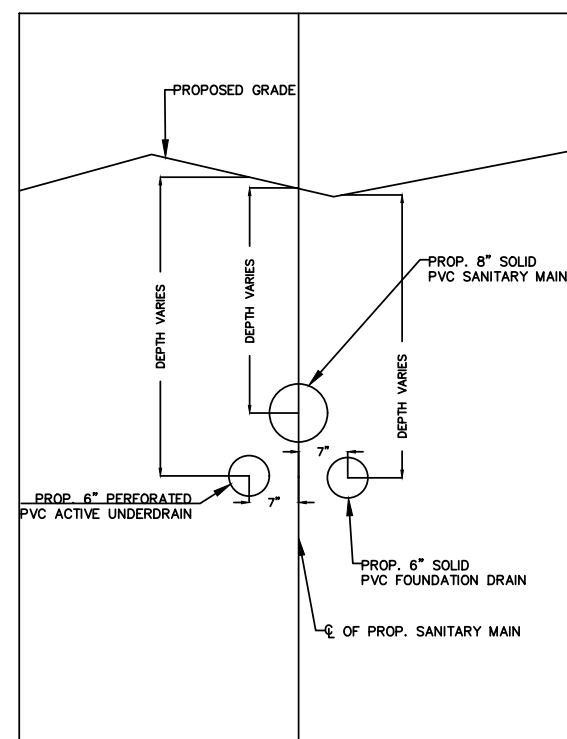 PROPOSED GRADE
DEPTH VARIES
DEPTH VARIES
DEPTH VARIES
PROP. 8" SOLID
PVC SANITARY MAIN
7"
7"
PROP. 6" PERFORATED
PVC ACTIVE UNDERDRAIN
PROP. 6" SOLID
PVC FOUNDATION DRAIN
℄ OF PROP. SANITARY MAIN